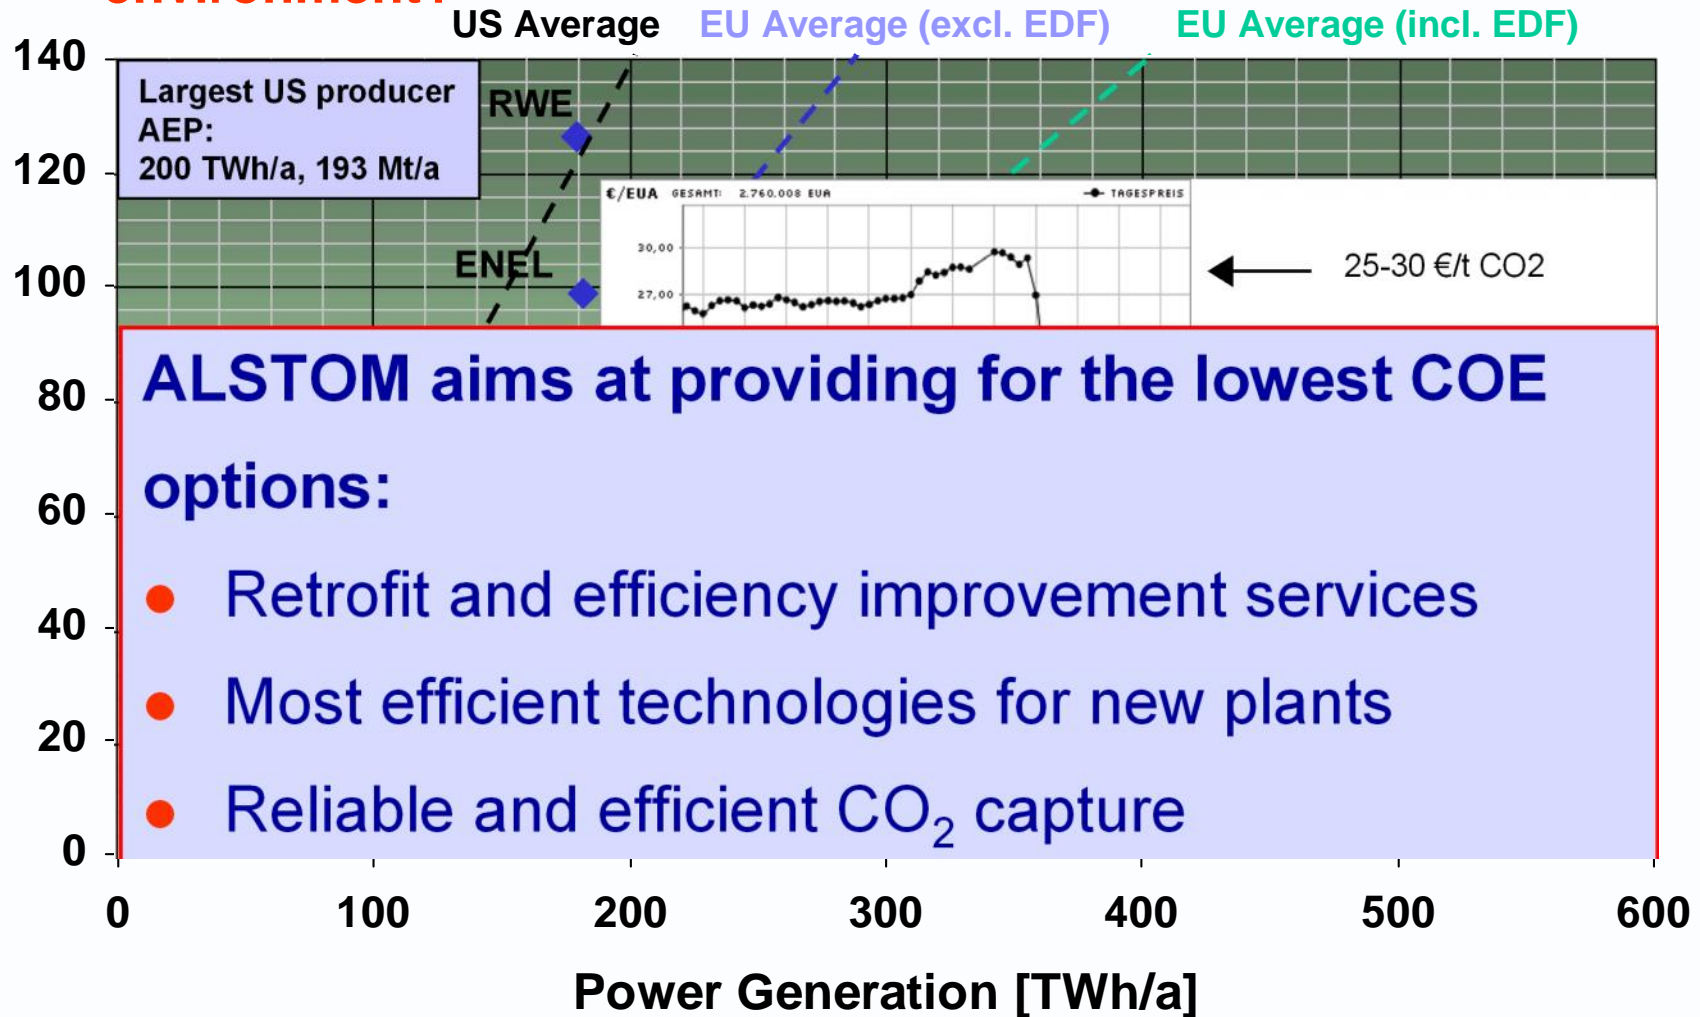 US Average EU Average (excl. EDF) EU Average (incl. EDF)
140
Largest US producer
AEP:
200 TWh/a, 193 Mt/a
RWE
120
€/EUA GESAMT: 2.760.008 EUA TAGESPREIS
30,00
ENEL
25-30 €/t CO2
100
27,00
ALSTOM aims at providing for the lowest COE
80
options:
60
● Retrofit and efficiency improvement services
40
● Most efficient technologies for new plants
20
● Reliable and efficient CO₂ capture
0
0 100 200 300 400 500 600
Power Generation [TWh/a]